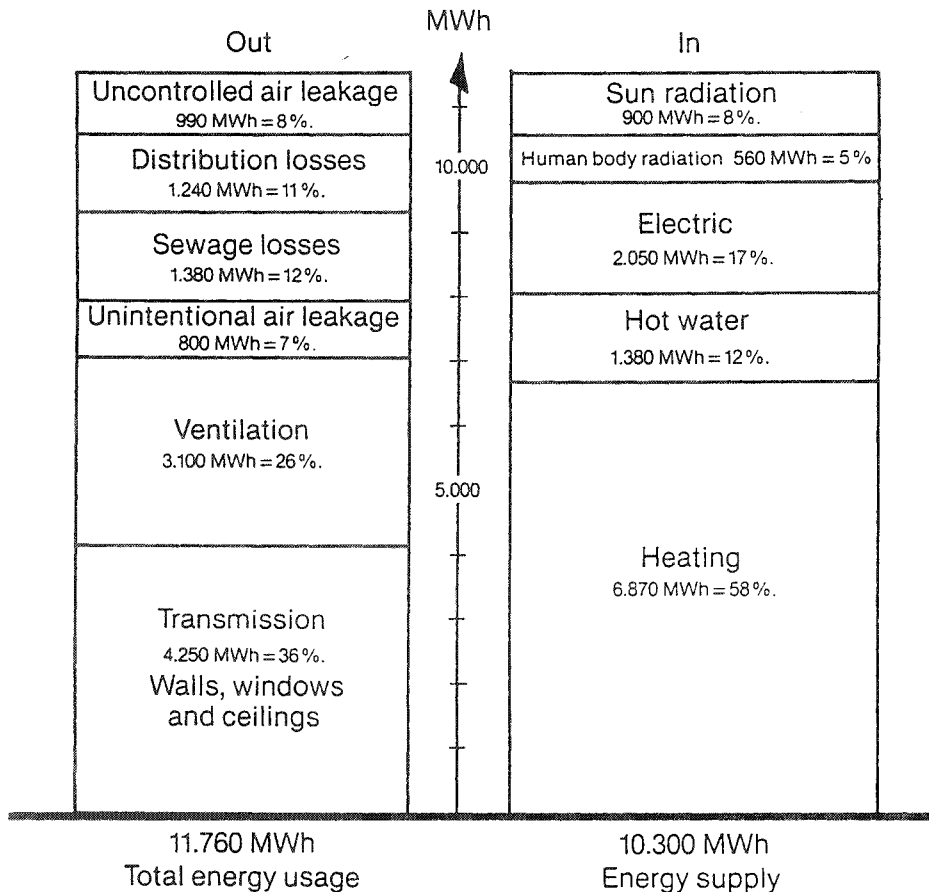 MWh
Out
Uncontrolled air leakage
990 MWh = 8%.
Distribution losses
1.240 MWh = 11%.
Sewage losses
1.380 MWh = 12%.
Unintentional air leakage
800 MWh = 7%.
Ventilation
3.100 MWh = 26%.
Transmission
4.250 MWh = 36%.
Walls, windows
and ceilings
11.760 MWh
Total energy usage
10.000
5.000
In
Sun radiation
900 MWh = 8%.
Human body radiation 560 MWh = 5%
Electric
2.050 MWh = 17%.
Hot water
1.380 MWh = 12%.
Heating
6.870 MWh = 58%.
10.300 MWh
Energy supply